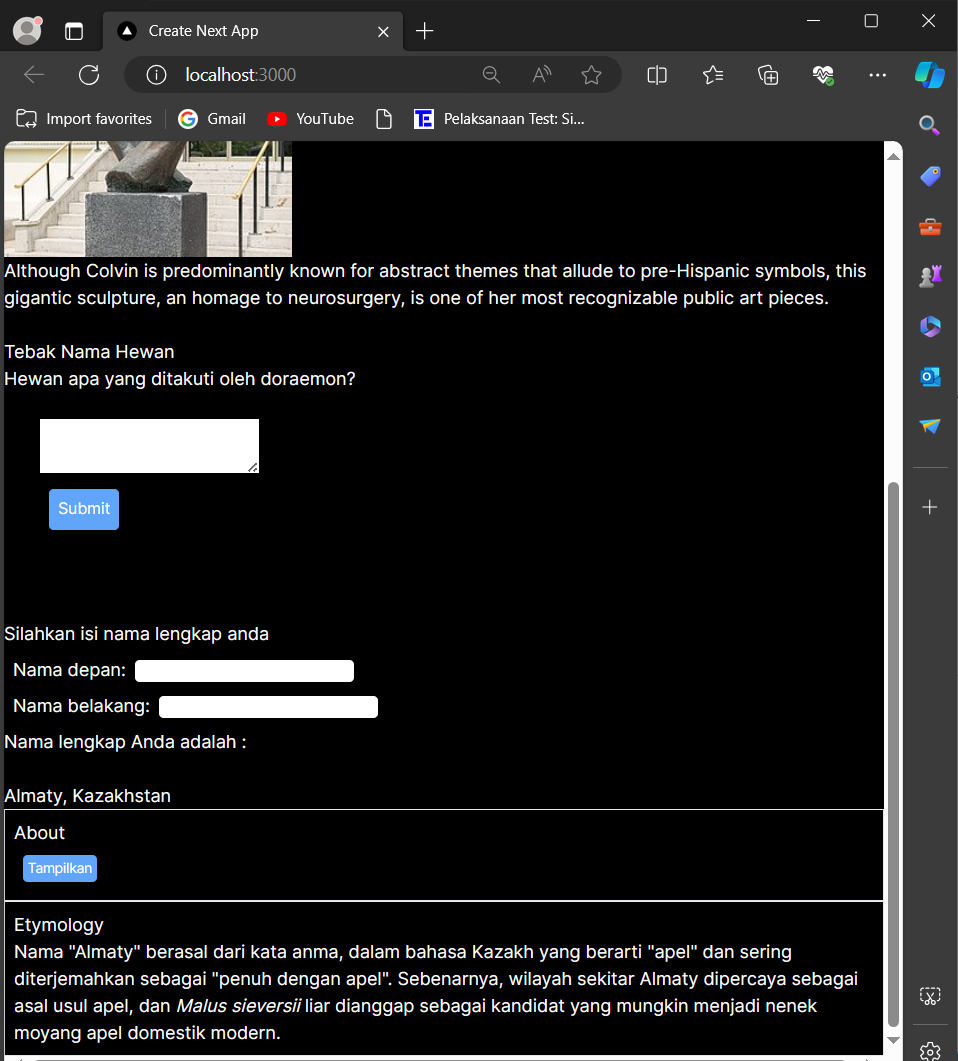 Create Next App
localhost:3000
Import favorites
Gmail
YouTube
Pelaksanaan Test: Si...
Although Colvin is predominantly known for abstract themes that allude to pre-Hispanic symbols, this
gigantic sculpture, an homage to neurosurgery, is one of her most recognizable public art pieces.
Tebak Nama Hewan
Hewan apa yang ditakuti oleh doraemon?
Submit
Silahkan isi nama lengkap anda
Nama depan:
Nama belakang:
Nama lengkap Anda adalah :
Almaty, Kazakhstan
About
Tampilkan
Etymology
Nama "Almaty" berasal dari kata anma, dalam bahasa Kazakh yang berarti "apel" dan sering
diterjemahkan sebagai "penuh dengan apel". Sebenarnya, wilayah sekitar Almaty dipercaya sebagai
asal usul apel, dan Malus sieversii liar dianggap sebagai kandidat yang mungkin menjadi nenek
moyang apel domestik modern.